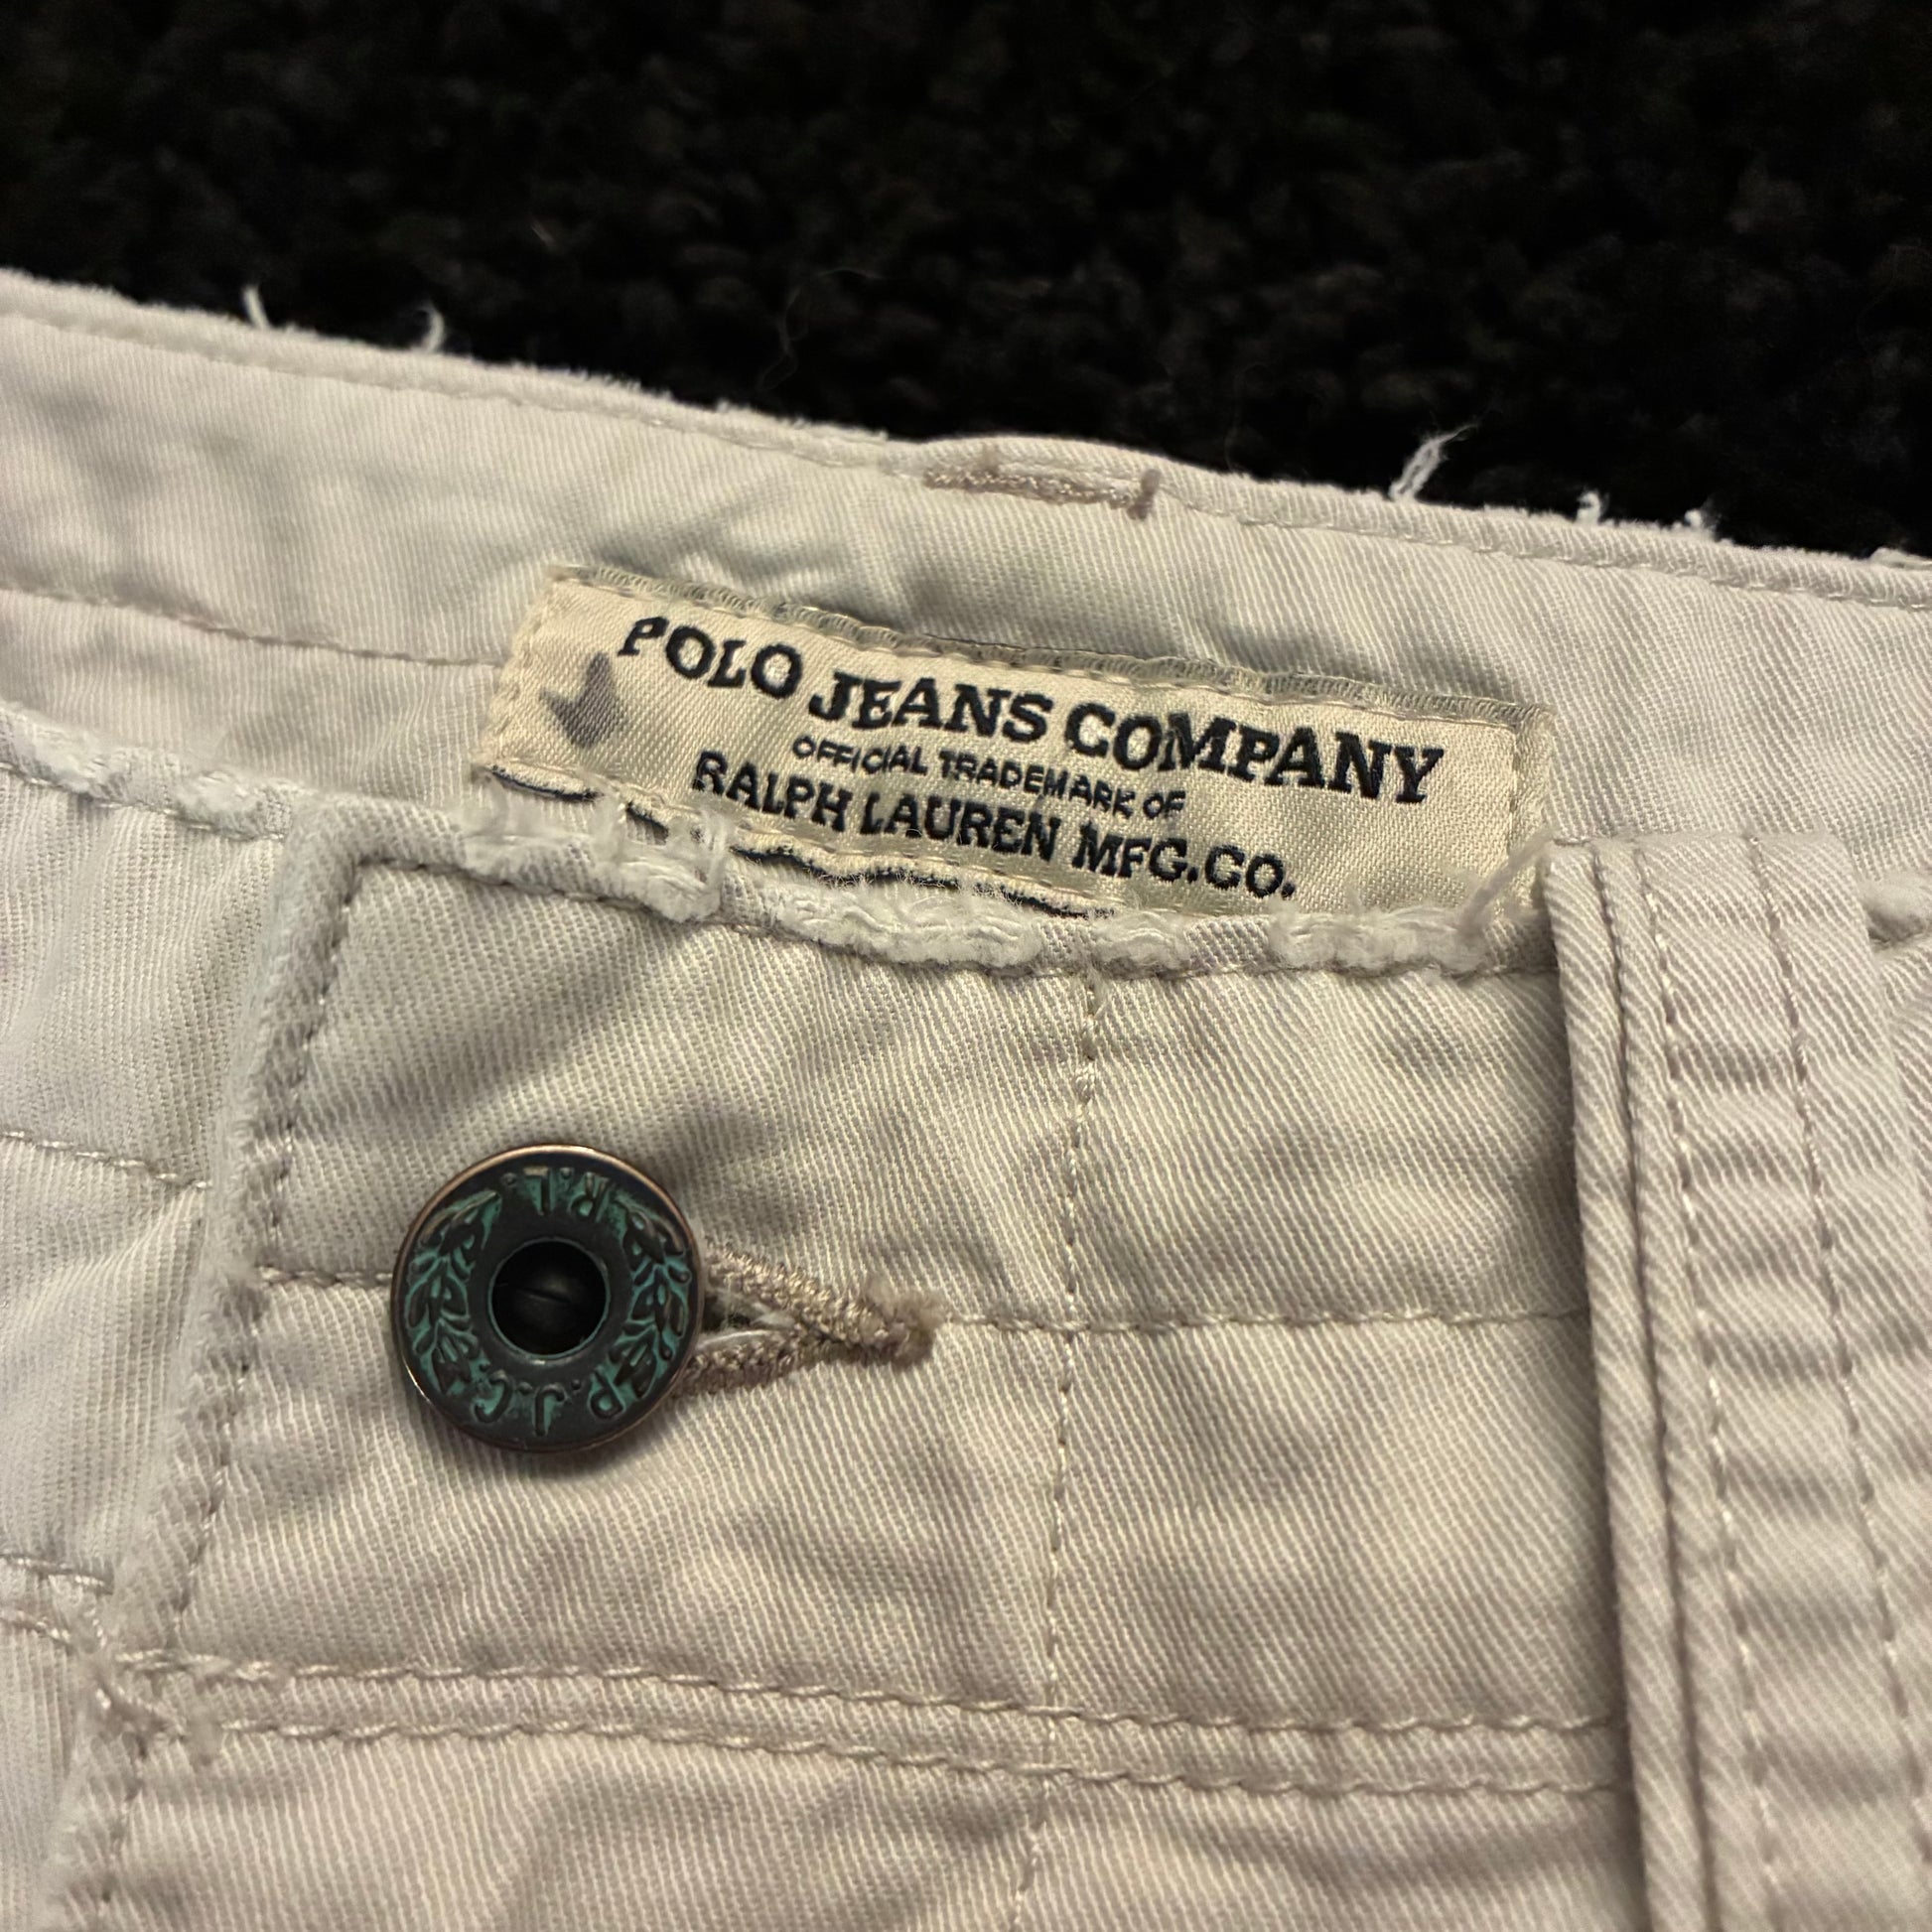 POLO JEANS COMPANY
OFFICIAL TRADEMARK OF
RALPH LAUREN MFG.CO.
R.L.
P.J.C.